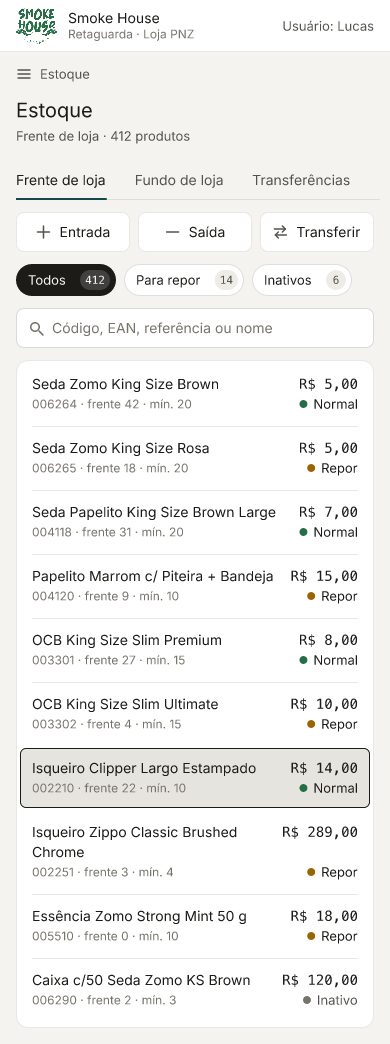 SMOKE
HOUSE
Smoke House
Retaguarda · Loja PNZ
Usuário: Lucas
Estoque
Estoque
Frente de loja · 412 produtos
Frente de loja
Fundo de loja
Transferências
Entrada
Saída
Transferir
Todos 412
Para repor 14
Inativos 6
Código, EAN, referência ou nome
Seda Zomo King Size Brown R$ 5,00
006264 · frente 42 · mín. 20 Normal
Seda Zomo King Size Rosa R$ 5,00
006265 · frente 18 · mín. 20 Repor
Seda Papelito King Size Brown Large R$ 7,00
004118 · frente 31 · mín. 20 Normal
Papelito Marrom c/ Piteira + Bandeja R$ 15,00
004120 · frente 9 · mín. 10 Repor
OCB King Size Slim Premium R$ 8,00
003301 · frente 27 · mín. 15 Normal
OCB King Size Slim Ultimate R$ 10,00
003302 · frente 4 · mín. 15 Repor
Isqueiro Clipper Largo Estampado R$ 14,00
002210 · frente 22 · mín. 10 Normal
Isqueiro Zippo Classic Brushed R$ 289,00
Chrome
002251 · frente 3 · mín. 4 Repor
Essência Zomo Strong Mint 50 g R$ 18,00
005510 · frente 0 · mín. 10 Repor
Caixa c/50 Seda Zomo KS Brown R$ 120,00
006290 · frente 2 · mín. 3 Inativo